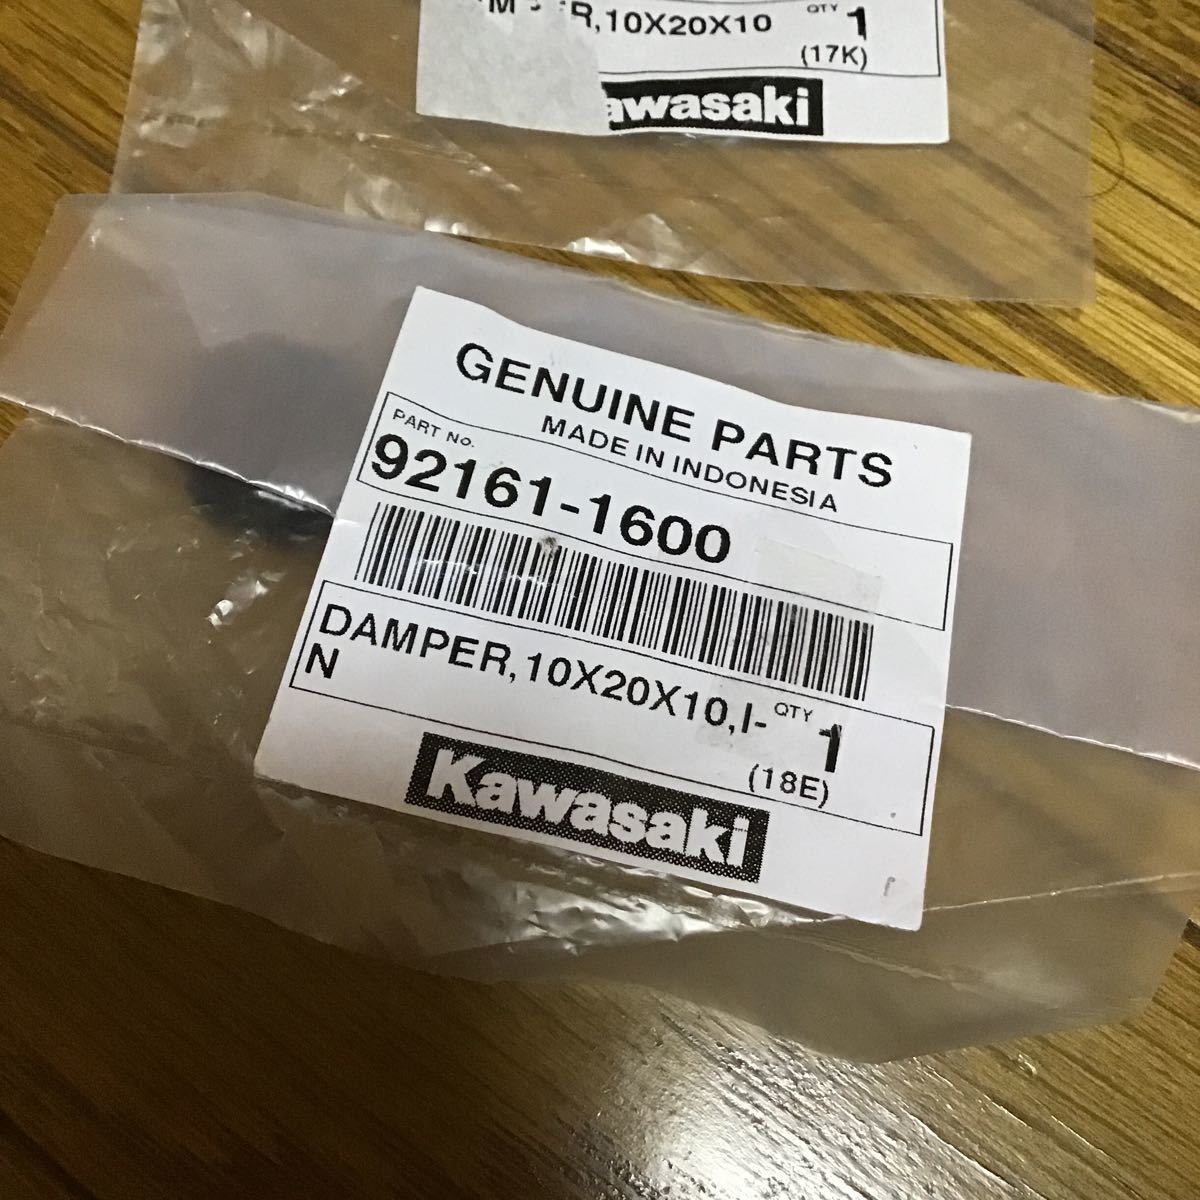 ,10X20X10
QTY 1
(17K)
GENUINE PARTS
MADE IN INDONESIA
PART No.
92161-1600
DAMPER,10X20X10,I-
N
QTY 1
(18E)
Kawasaki